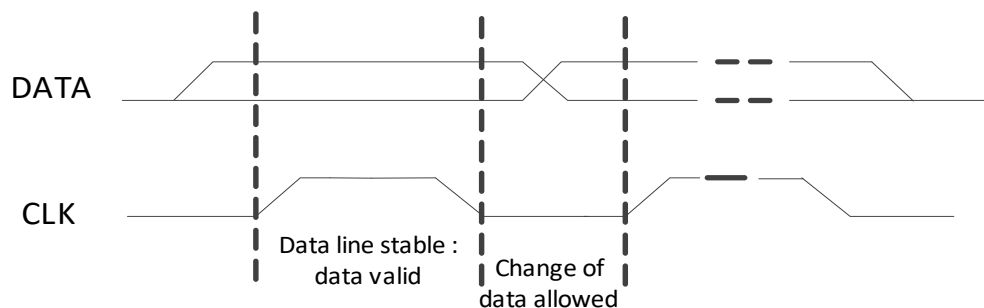 DATA
CLK
Data line stable :
data valid
Change of
data allowed